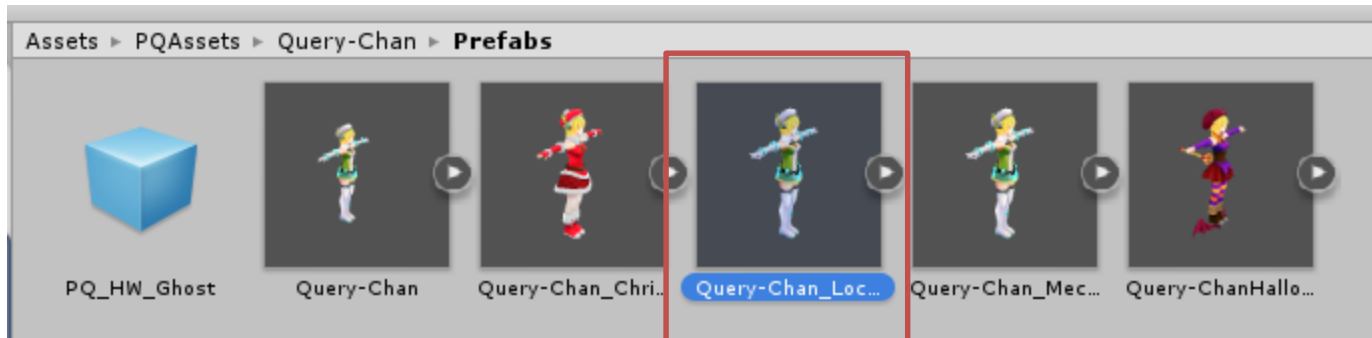 Assets ▸ PQAssets ▸ Query-Chan ▸ Prefabs
PQ_HW_Ghost Query-Chan Query-Chan_Chri… Query-Chan_Loc… Query-Chan_Mec… Query-ChanHallo…